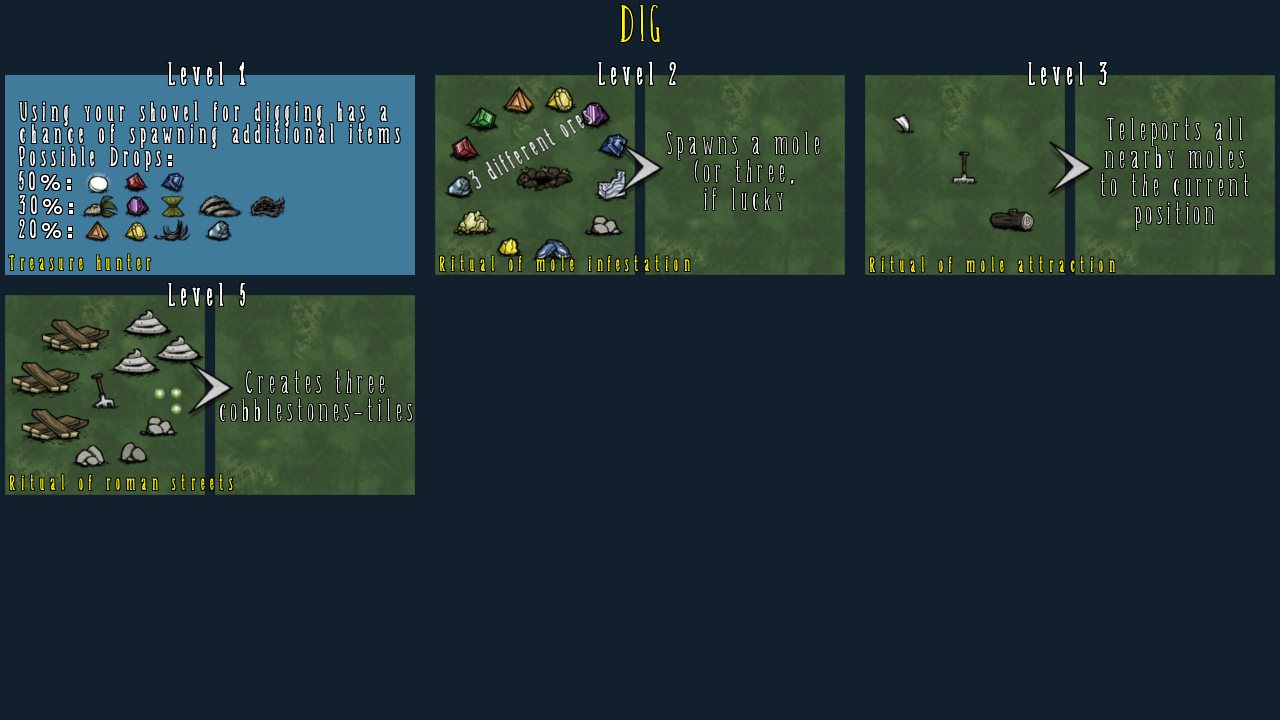 DIG
Level 1
Using your shovel for digging has a
chance of spawning additional items
Possible Drops:
50%:
30%:
20%:
Treasure hunter
Level 2
3 different ores
Spawns a mole
(or three,
if lucky
Ritual of mole infestation
Level 3
Teleports all
nearby moles
to the current
position
Ritual of mole attraction
Level 5
Creates three
cobblestones-tiles
Ritual of roman streets